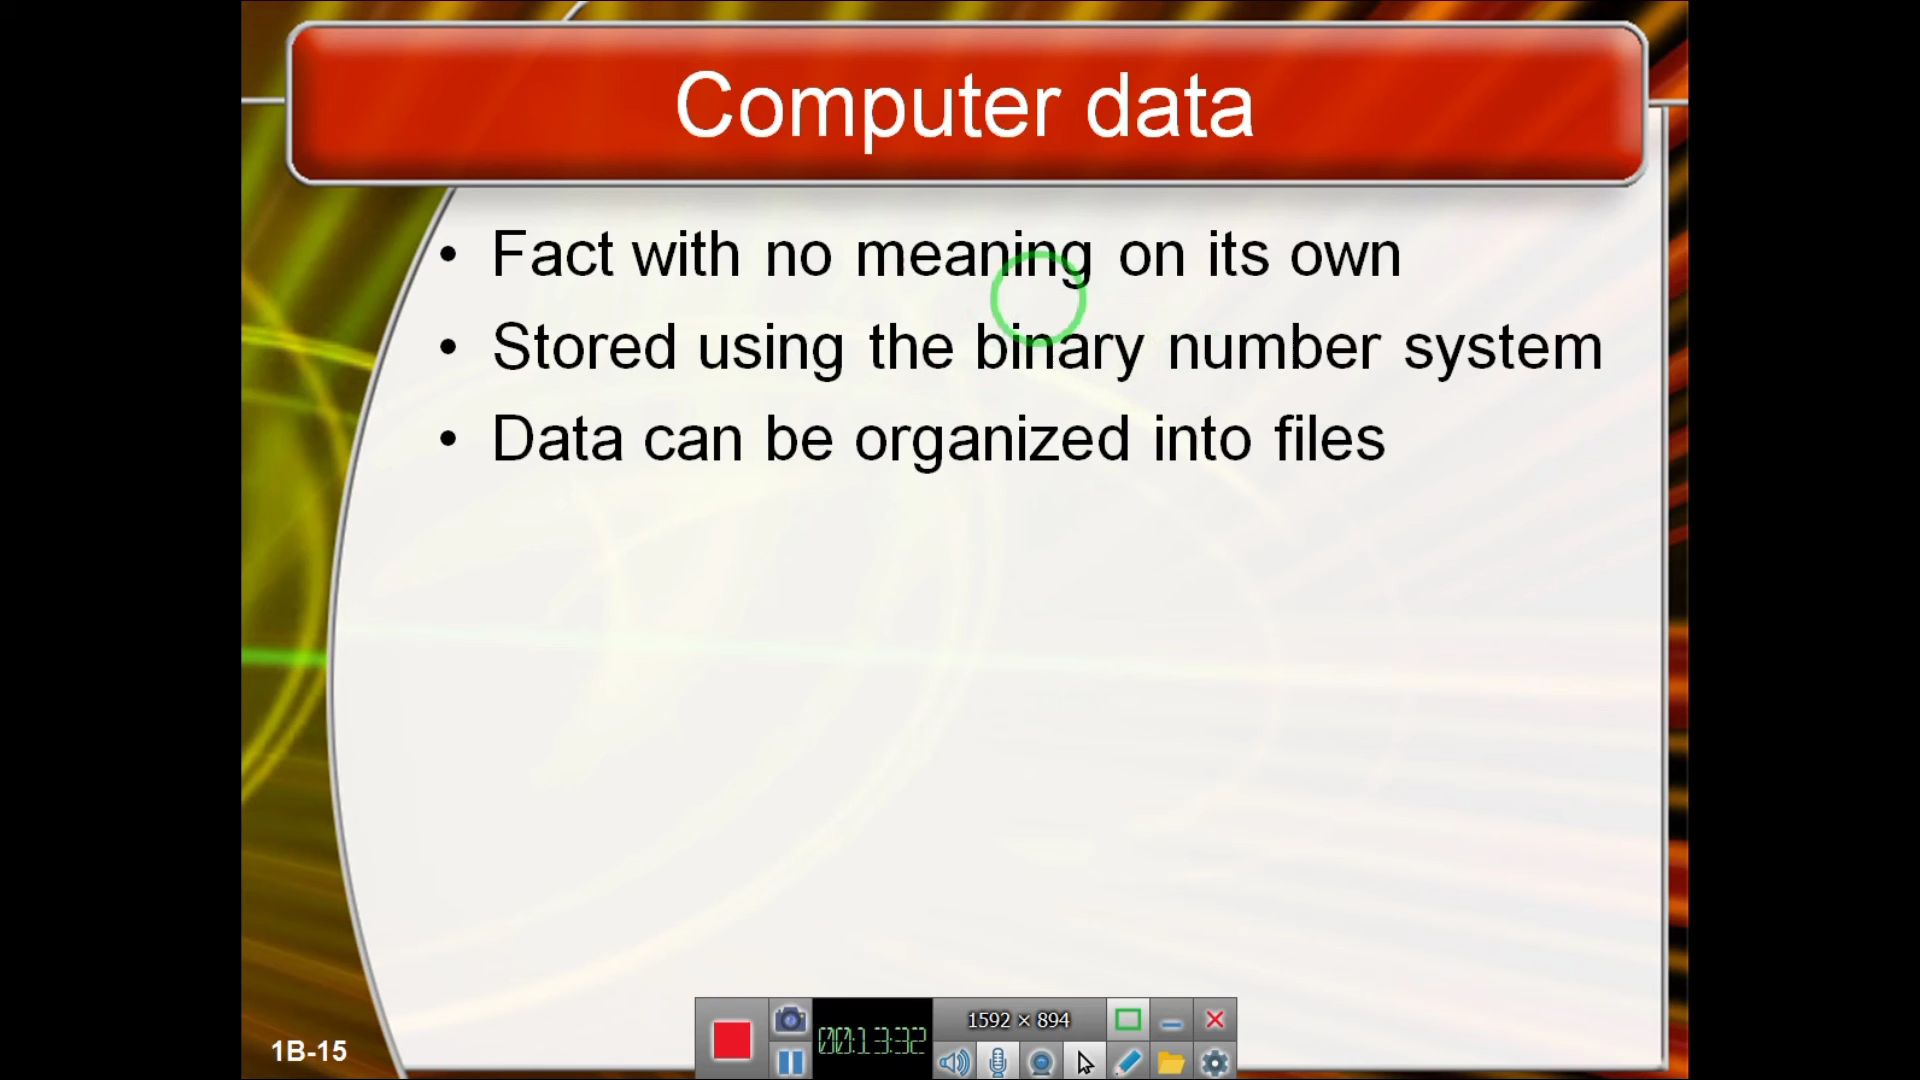 Computer data
• Fact with no meaning on its own
• Stored using the binary number system
• Data can be organized into files
1B-15
00:13:32
1592 × 894